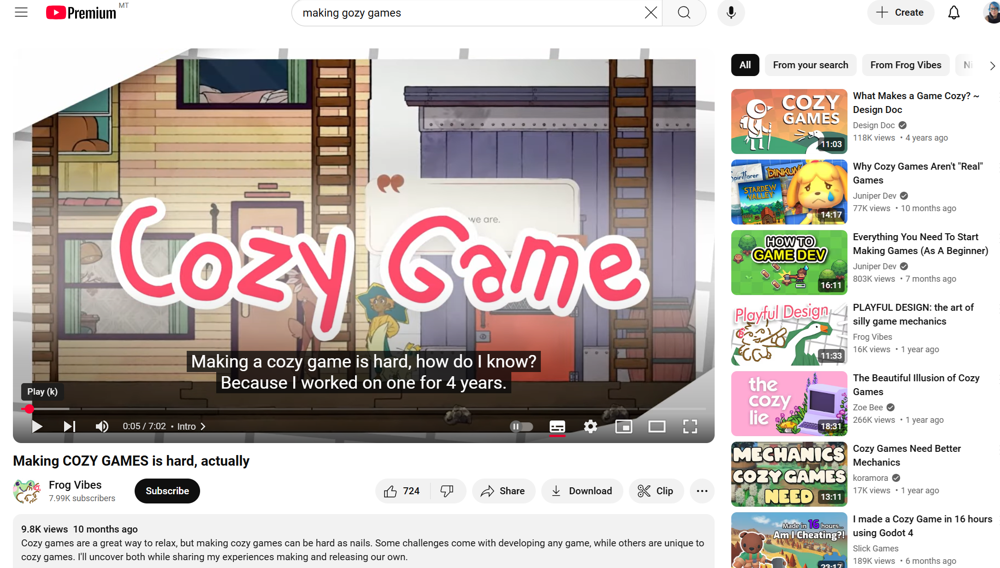 Premium
MT
making gozy games
Create
Cozy Game
we are.
Making a cozy game is hard, how do I know?
Because I worked on one for 4 years.
Play (k)
0:05 / 7:02 • Intro
Making COZY GAMES is hard, actually
Frog Vibes
7.99K subscribers
Subscribe
724
Share
Download
Clip
9.8K views 10 months ago
Cozy games are a great way to relax, but making cozy games can be hard as nails. Some challenges come with developing any game, while others are unique to
cozy games. I'll uncover both while sharing my experiences making and releasing our own.
All
From your search
From Frog Vibes
Ni
COZY
GAMES
11:03
What Makes a Game Cozy? ~
Design Doc
Design Doc
118K views • 4 years ago
Spiritfarer
DINKUM
STARDEW
VALLEY
14:17
Why Cozy Games Aren't "Real"
Games
Juniper Dev
77K views • 10 months ago
HOW TO
GAME DEV
16:11
Everything You Need To Start
Making Games (As A Beginner)
Juniper Dev
803K views • 7 months ago
Playful Design
11:33
PLAYFUL DESIGN: the art of
silly game mechanics
Frog Vibes
16K views • 1 year ago
the
cozy
lie
18:31
The Beautiful Illusion of Cozy
Games
Zoe Bee
266K views • 1 year ago
MECHANICS
COZY GAMES
NEED
13:11
Cozy Games Need Better
Mechanics
koramora
17K views • 1 year ago
Made in 16 hours...
Am I Cheating?!
23:17
I made a Cozy Game in 16 hours
using Godot 4
Slick Games
189K views • 6 months ago